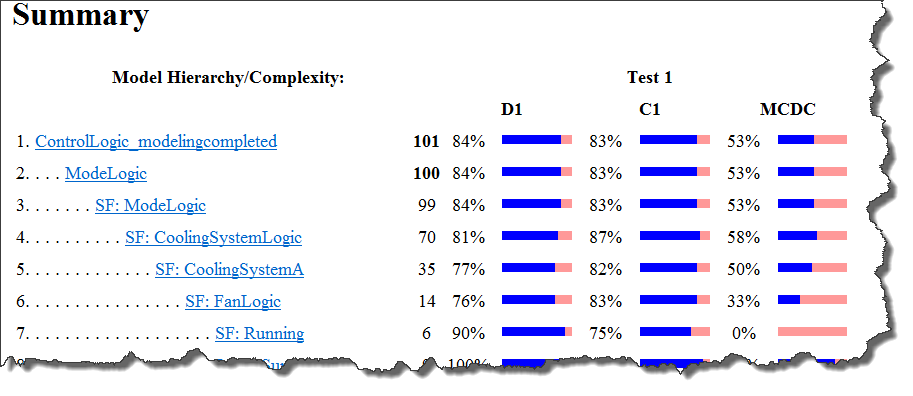 Summary
Model Hierarchy/Complexity: Test 1
D1 C1 MCDC
1. ControlLogic_modelingcompleted 101 84% 83% 53%
2. . . . ModeLogic 100 84% 83% 53%
3. . . . . . . SF: ModeLogic 99 84% 83% 53%
4. . . . . . . . . . SF: CoolingSystemLogic 70 81% 87% 58%
5. . . . . . . . . . . . . SF: CoolingSystemA 35 77% 82% 50%
6. . . . . . . . . . . . . . . . SF: FanLogic 14 76% 83% 33%
7. . . . . . . . . . . . . . . . . . . SF: Running 6 90% 75% 0%